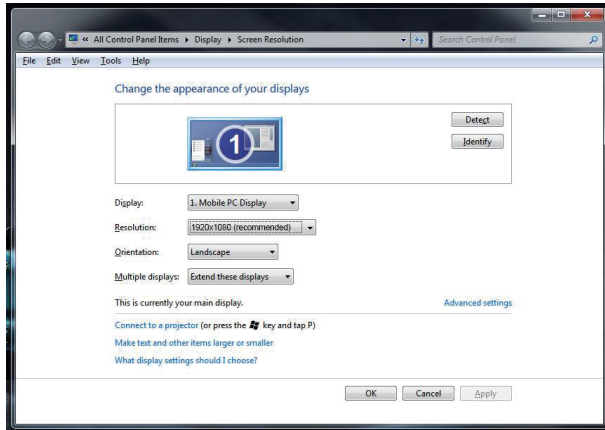 « All Control Panel Items ▸ Display ▸ Screen Resolution Search Control Panel
File Edit View Tools Help
Change the appearance of your displays
1
Detect
Identify
Display: 1. Mobile PC Display
Resolution: 1920x1080 (recommended)
Orientation: Landscape
Multiple displays: Extend these displays
This is currently your main display. Advanced settings
Connect to a projector (or press the key and tap P)
Make text and other items larger or smaller
What display settings should I choose?
OK Cancel Apply